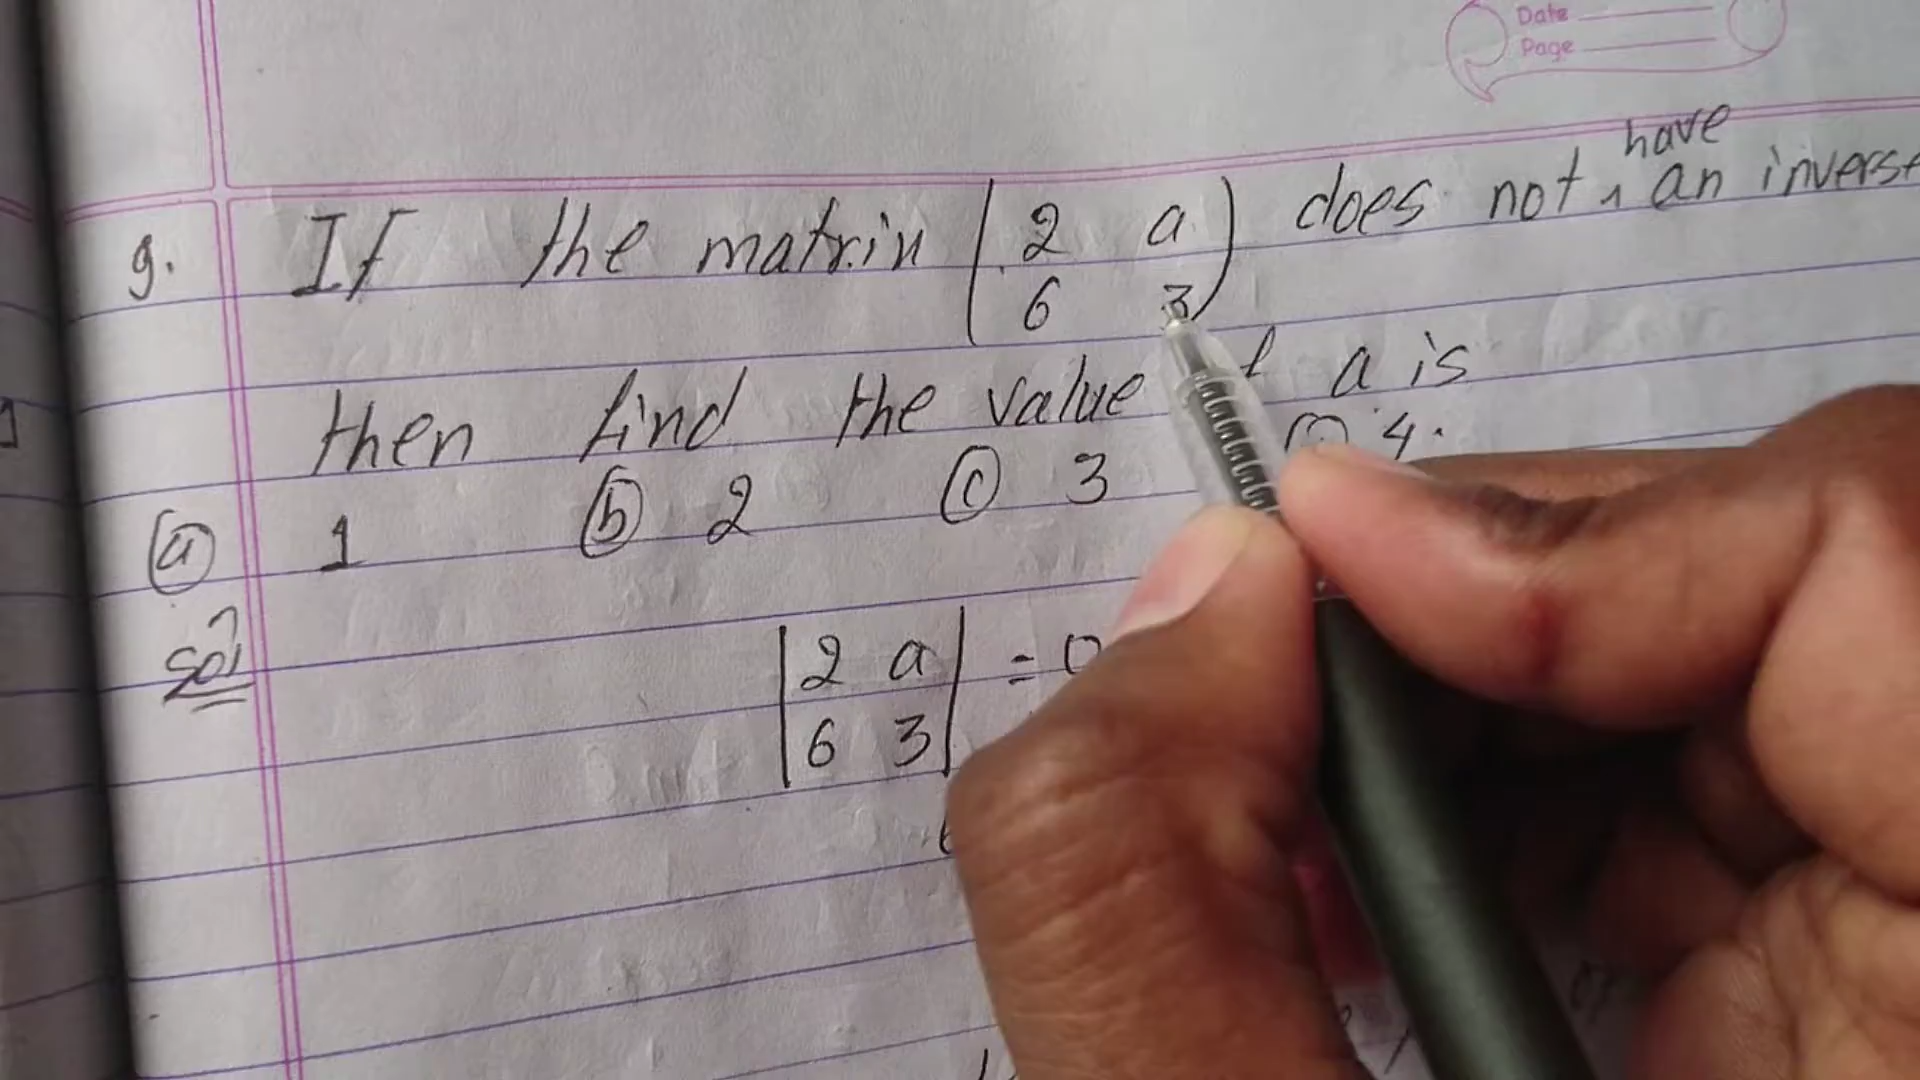 Date
Page
have
g. If the matrix (2 a) does not ‸ an inverse
6 3
then find the value a is
(a) 1 (b) 2 (c) 3 4.
Sol
|2 a| = 0
|6 3|